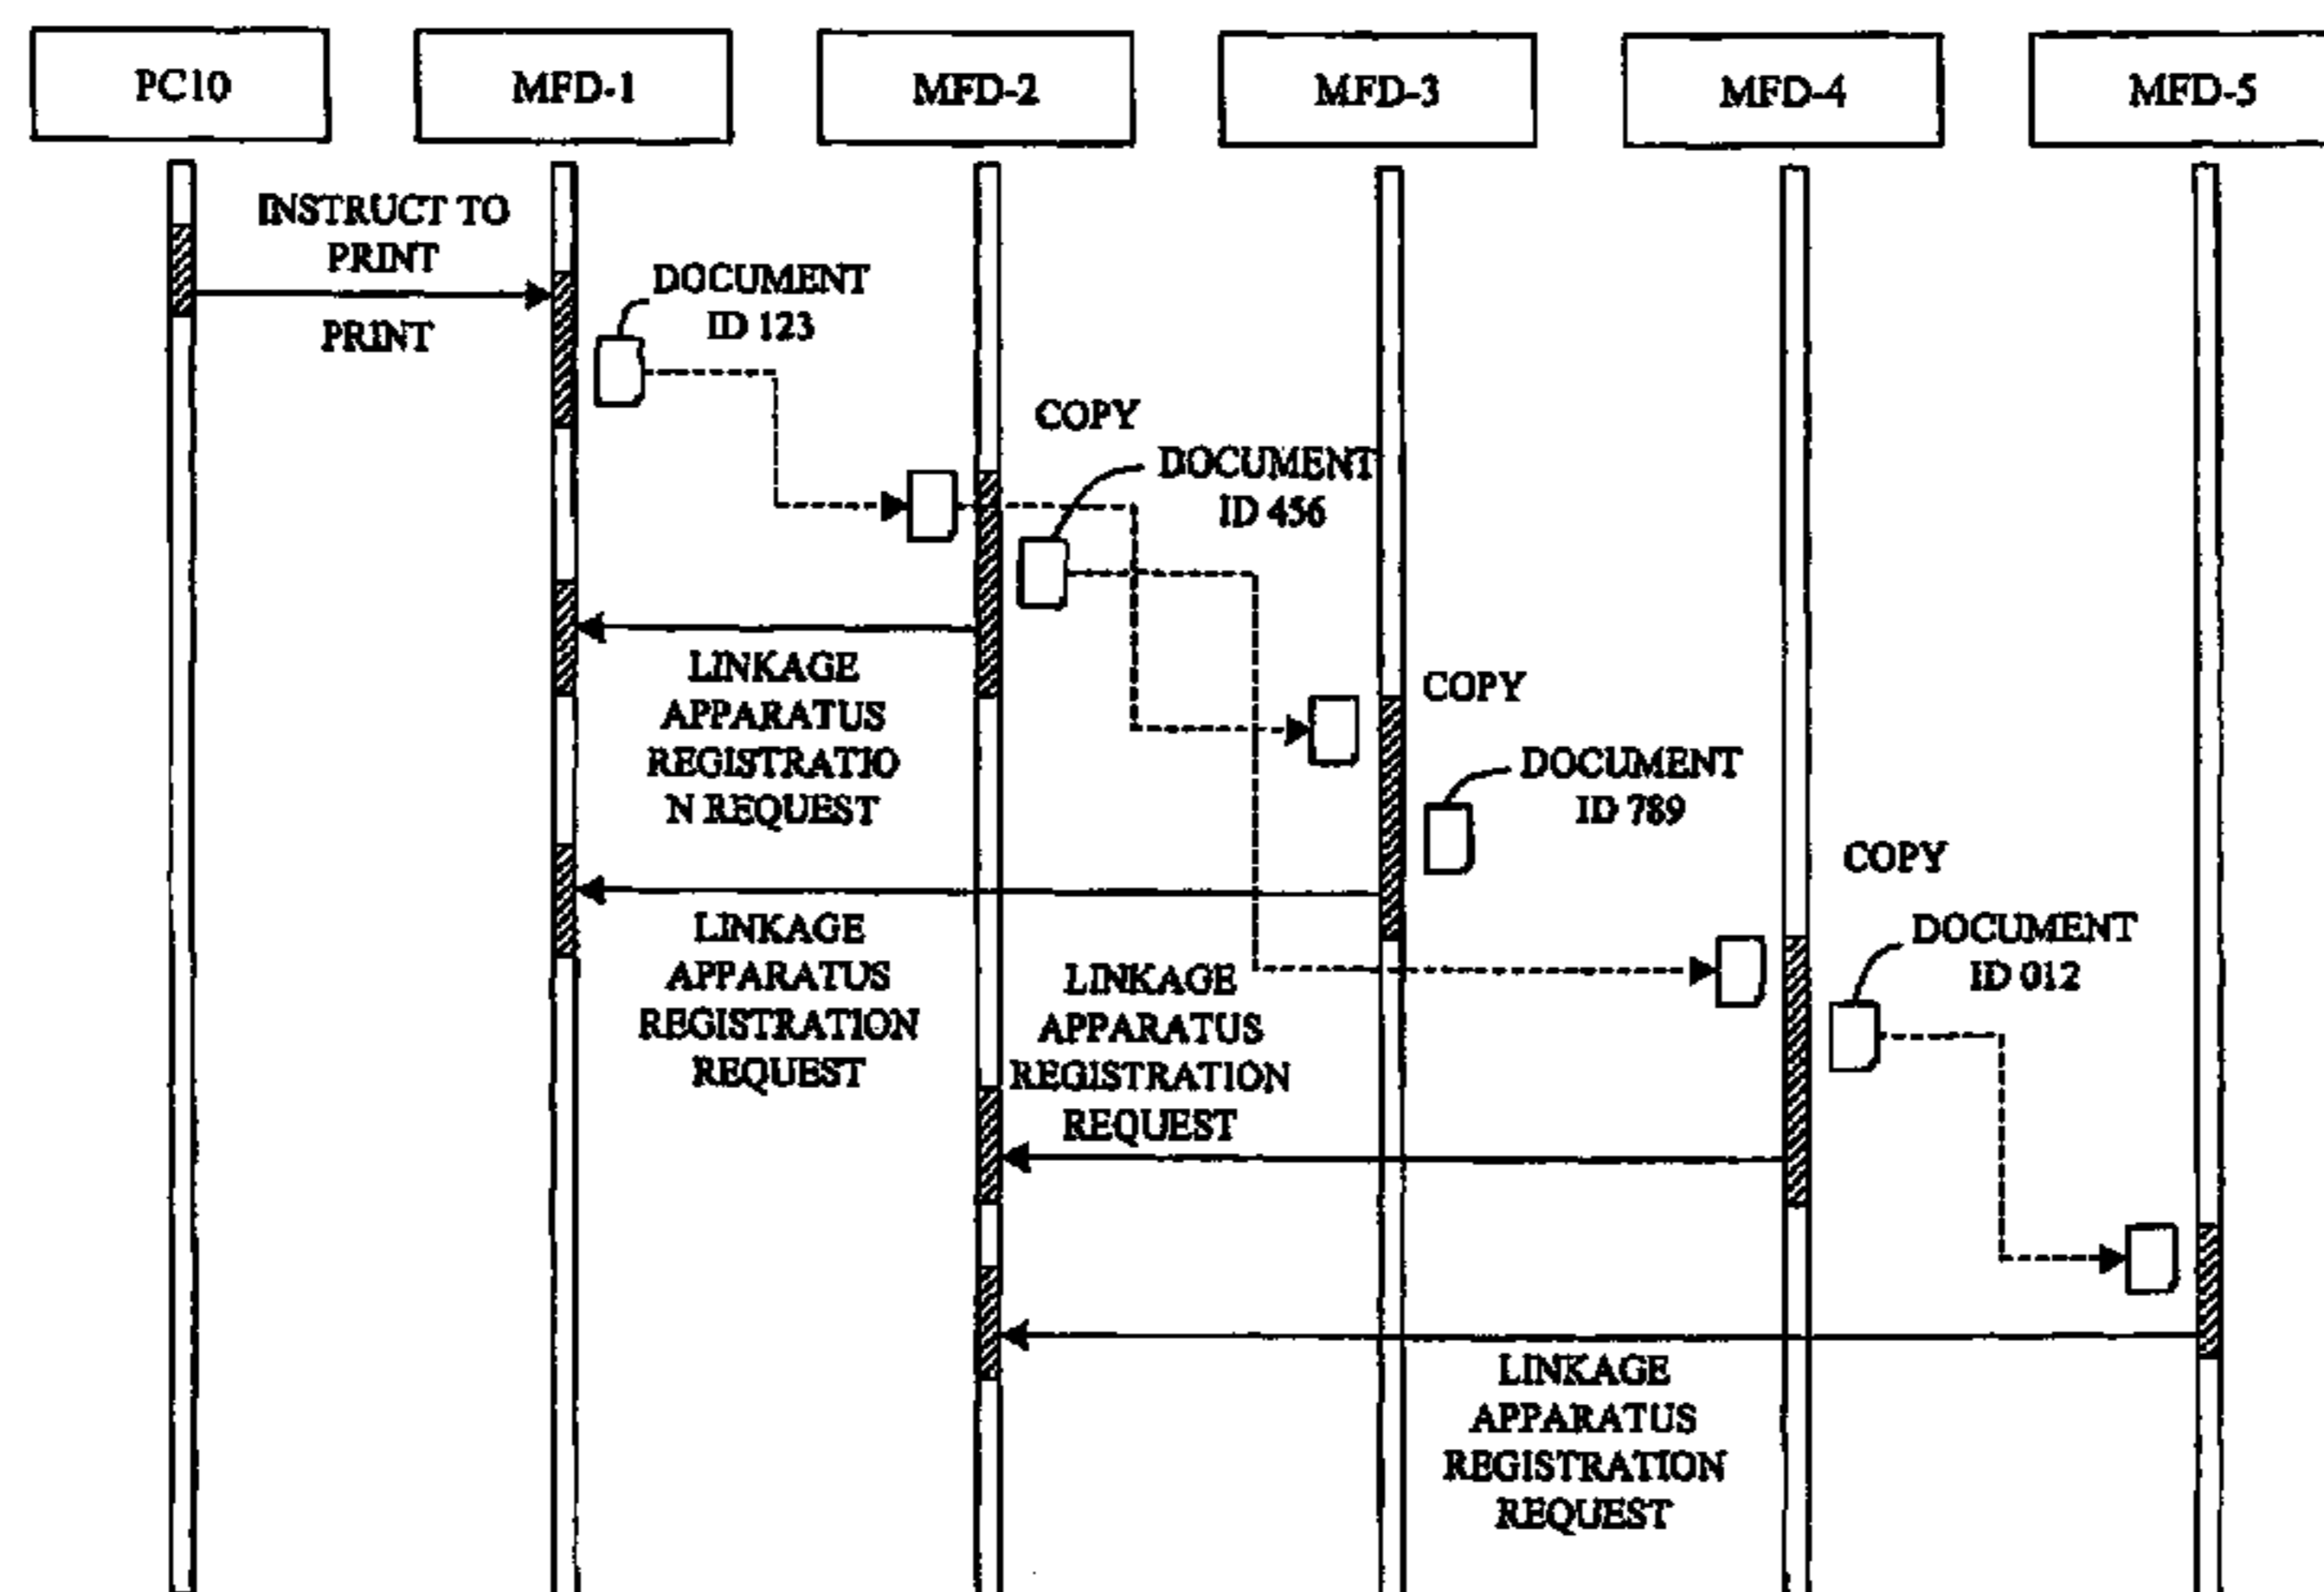 PC10
MFD-1
MFD-2
MFD-3
MFD-4
MFD-5
INSTRUCT TO
PRINT
PRINT
DOCUMENT
ID 123
COPY
DOCUMENT
ID 456
LINKAGE
APPARATUS
REGISTRATIO
N REQUEST
COPY
DOCUMENT
ID 789
COPY
DOCUMENT
ID 012
LINKAGE
APPARATUS
REGISTRATION
REQUEST
LINKAGE
APPARATUS
REGISTRATION
REQUEST
LINKAGE
APPARATUS
REGISTRATION
REQUEST